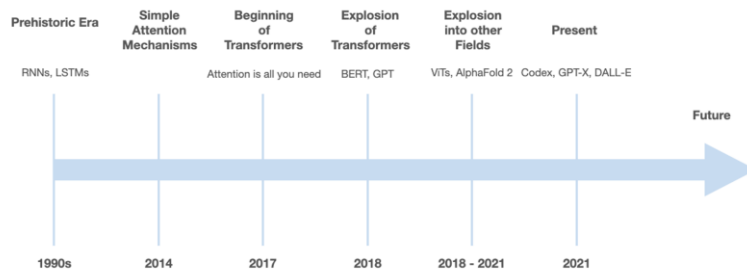 Prehistoric Era
RNNs, LSTMs
1990s
Simple
Attention
Mechanisms
2014
Beginning
of
Transformers
Attention is all you need
2017
Explosion
of
Transformers
BERT, GPT
2018
Explosion
into other
Fields
ViTs, AlphaFold 2
2018 - 2021
Present
Codex, GPT-X, DALL-E
2021
Future